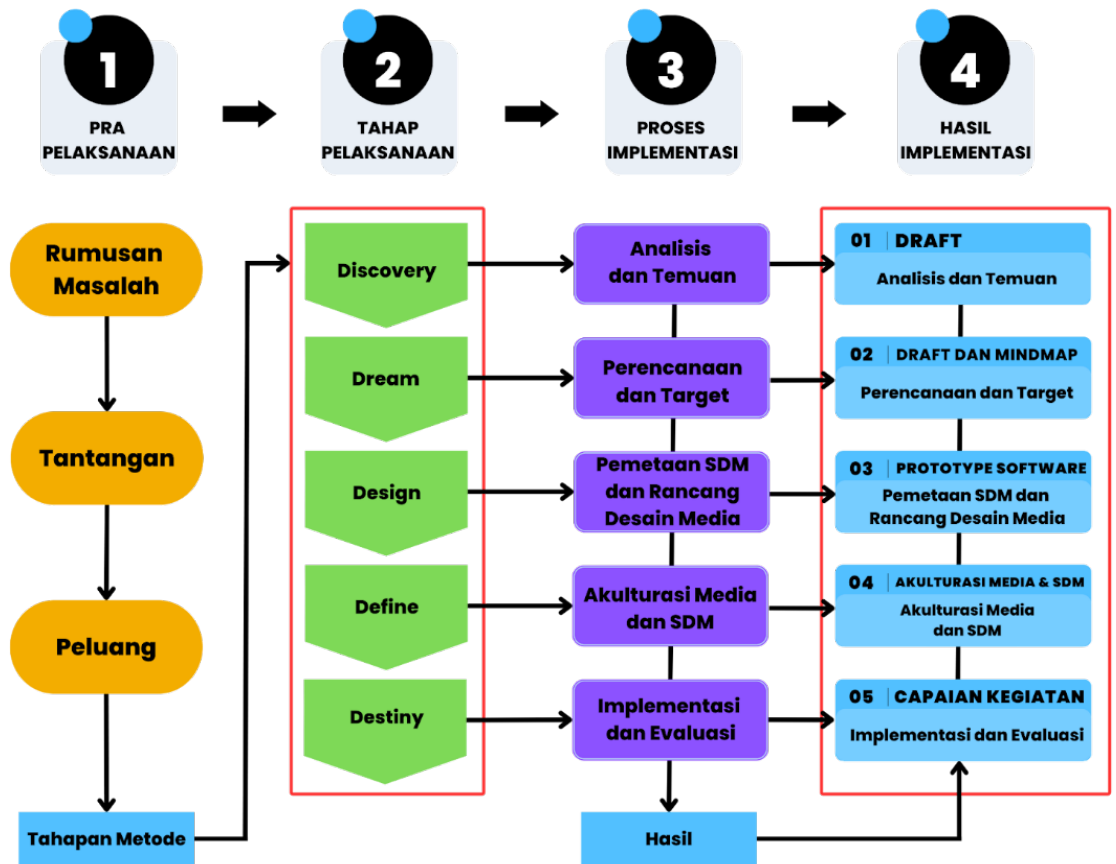 1
PRA
PELAKSANAAN
2
TAHAP
PELAKSANAAN
3
PROSES
IMPLEMENTASI
4
HASIL
IMPLEMENTASI
Rumusan
Masalah
Tantangan
Peluang
Tahapan Metode
Discovery
Dream
Design
Define
Destiny
Analisis
dan Temuan
Perencanaan
dan Target
Pemetaan SDM
dan Rancang
Desain Media
Akulturasi Media
dan SDM
Implementasi
dan Evaluasi
Hasil
01 DRAFT
Analisis dan Temuan
02 DRAFT DAN MINDMAP
Perencanaan dan Target
03 PROTOTYPE SOFTWARE
Pemetaan SDM dan
Rancang Desain Media
04 AKULTURASI MEDIA & SDM
Akulturasi Media
dan SDM
05 CAPAIAN KEGIATAN
Implementasi dan Evaluasi